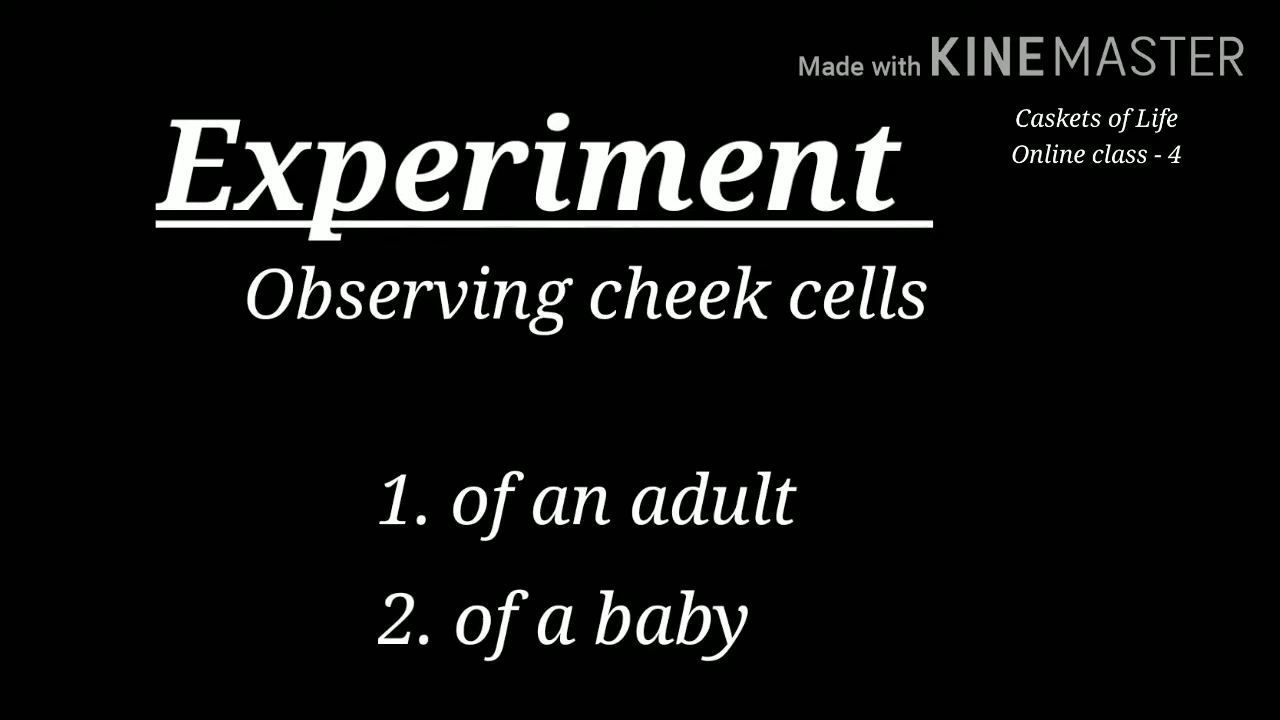 Made with KINEMASTER
Caskets of Life
Online class - 4
Experiment
Observing cheek cells
1. of an adult
2. of a baby